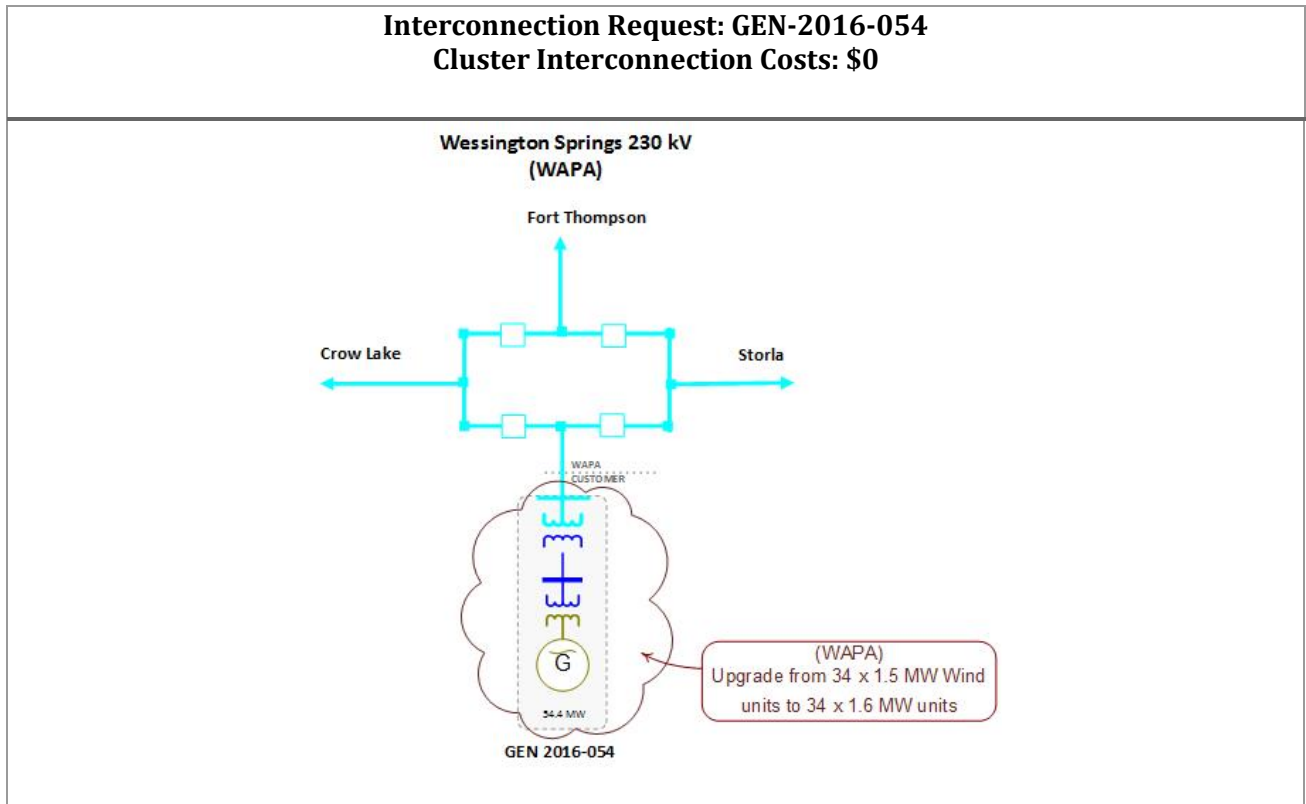 Interconnection Request: GEN-2016-054
Cluster Interconnection Costs: $0
Wessington Springs 230 kV
(WAPA)
Fort Thompson
Crow Lake
Storla
WAPA
CUSTOMER
G
54.4 MW
GEN 2016-054
(WAPA)
Upgrade from 34 x 1.5 MW Wind
units to 34 x 1.6 MW units